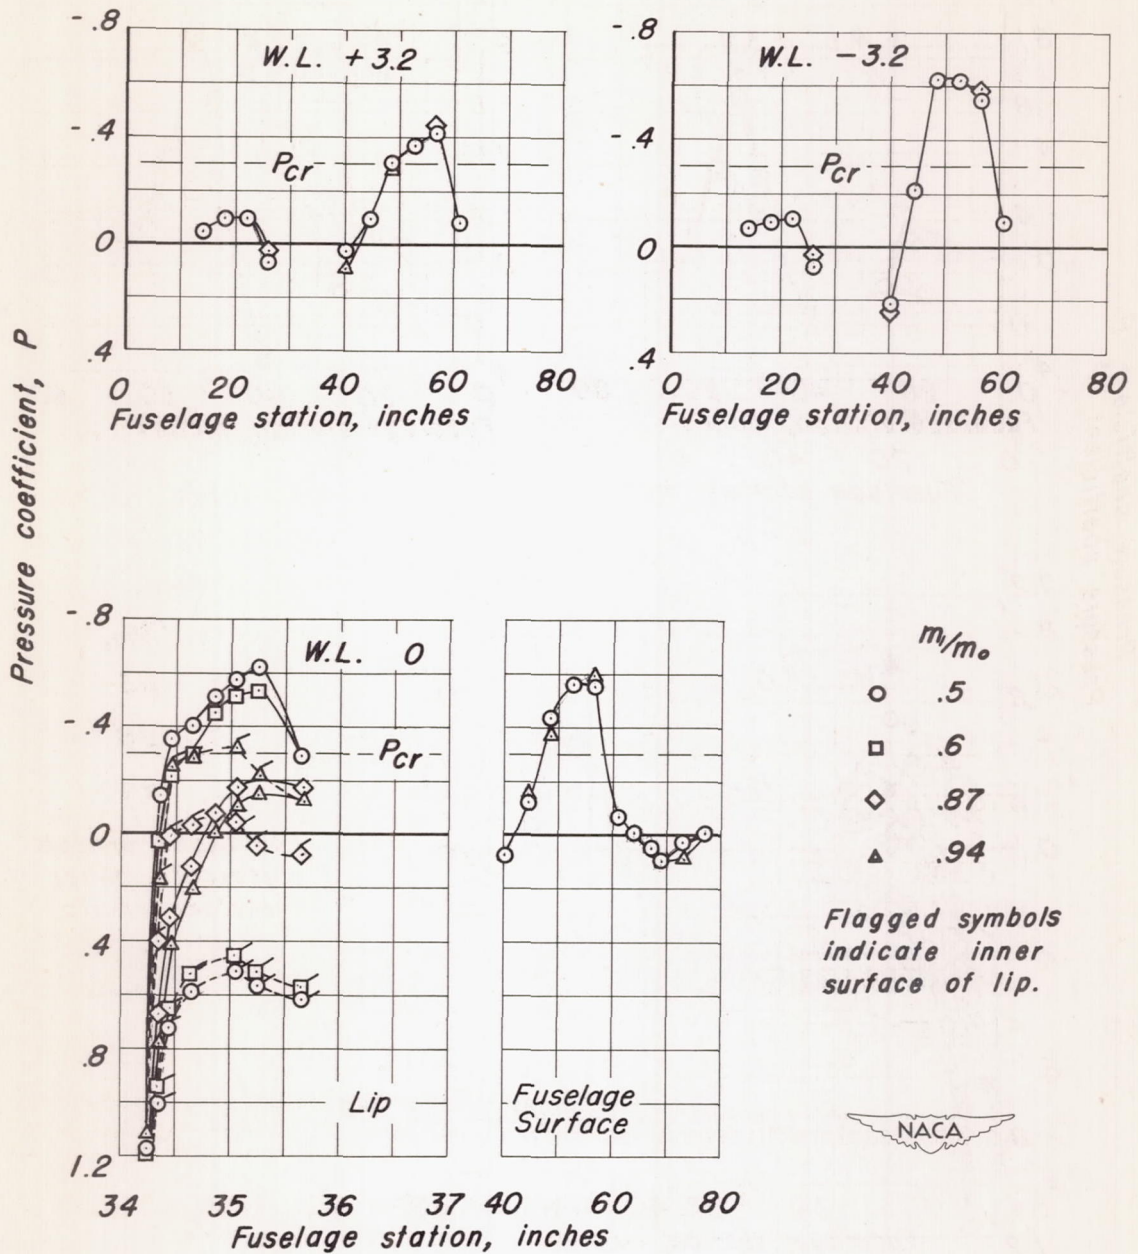 Pressure coefficient, P
-.8
-.4
0
.4
W.L. +3.2
Pcr
0 20 40 60 80
Fuselage station, inches
-.8
-.4
0
.4
W.L. -3.2
Pcr
0 20 40 60 80
Fuselage station, inches
-.8
-.4
0
.4
.8
1.2
W.L. 0
Pcr
Lip
Fuselage
Surface
34 35 36 37 40 60 80
Fuselage station, inches
m₁/m₀
.5
.6
.87
.94
Flagged symbols
indicate inner
surface of lip.
NACA